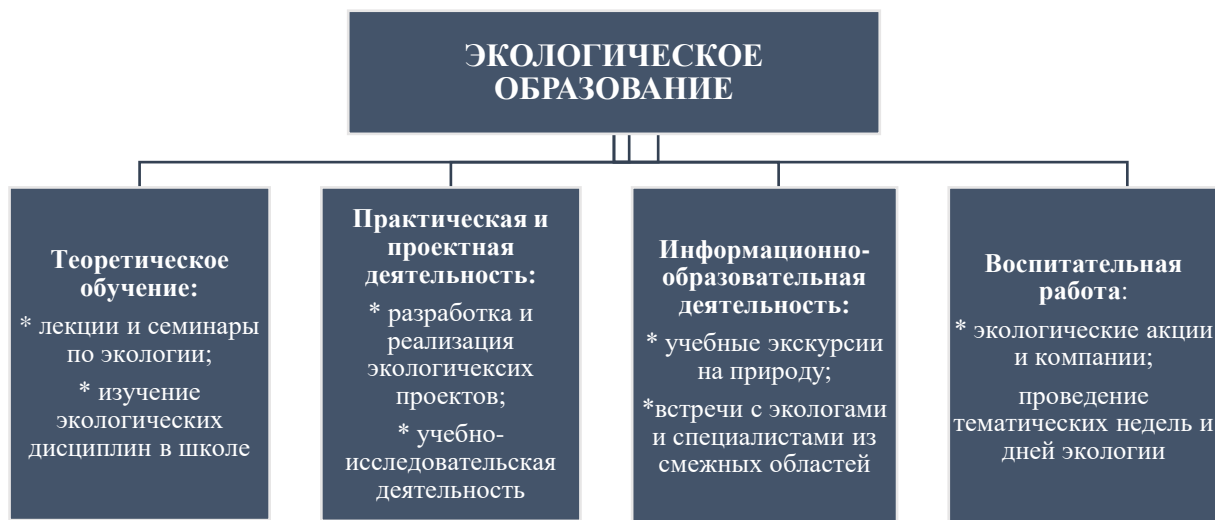 ЭКОЛОГИЧЕСКОЕ
ОБРАЗОВАНИЕ
Теоретическое
обучение:
* лекции и семинары
по экологии;
* изучение
экологических
дисциплин в школе
Практическая и
проектная
деятельность:
* разработка и
реализация
экологичексих
проектов;
* учебно-
исследовательская
деятельность
Информационно-
образовательная
деятельность:
* учебные экскурсии
на природу;
*встречи с экологами
и специалистами из
смежных областей
Воспитательная
работа:
* экологические акции
и компании;
проведение
тематических недель и
дней экологии